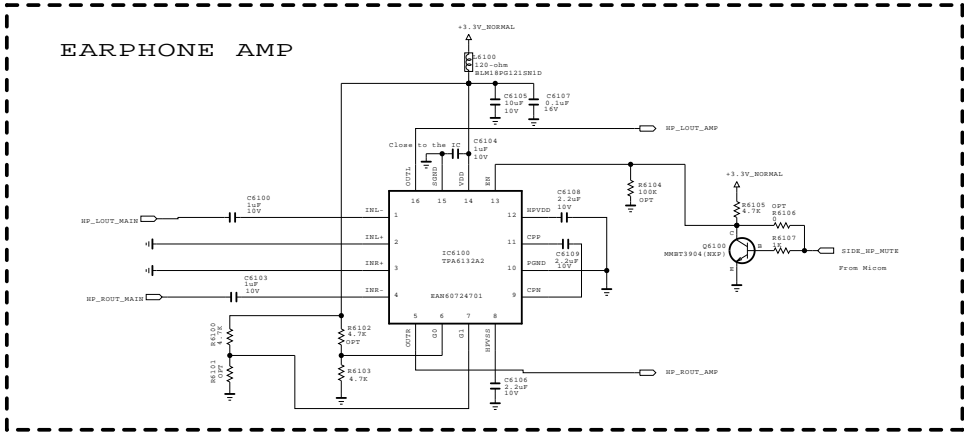 EARPHONE AMP
+3.3V_NORMAL
L6100
120-ohm
BLM18PG121SN1D
C6105
10uF
10V
C6107
0.1uF
16V
HP_LOUT_AMP
Close to the IC
C6104
1uF
10V
OUTL
SGND
VDD
EN
16
15
14
13
R6104
100K
OPT
+3.3V_NORMAL
R6105
4.7K
OPT
R6106
0
R6107
1K
C
B
E
Q6100
MMBT3904(NXP)
SIDE_HP_MUTE
From Micom
C6100
1uF
10V
HP_LOUT_MAIN
INL-
1
INL+
2
INR+
3
INR-
4
C6103
1uF
10V
HP_ROUT_MAIN
IC6100
TPA6132A2
EAN60724701
12
HPVDD
11
CPP
10
PGND
9
CPN
C6108
2.2uF
10V
C6109
2.2uF
10V
5
6
7
8
OUTR
G0
G1
HPVSS
R6100
4.7K
R6101
OPT
R6102
4.7K
OPT
R6103
4.7K
C6106
2.2uF
10V
HP_ROUT_AMP